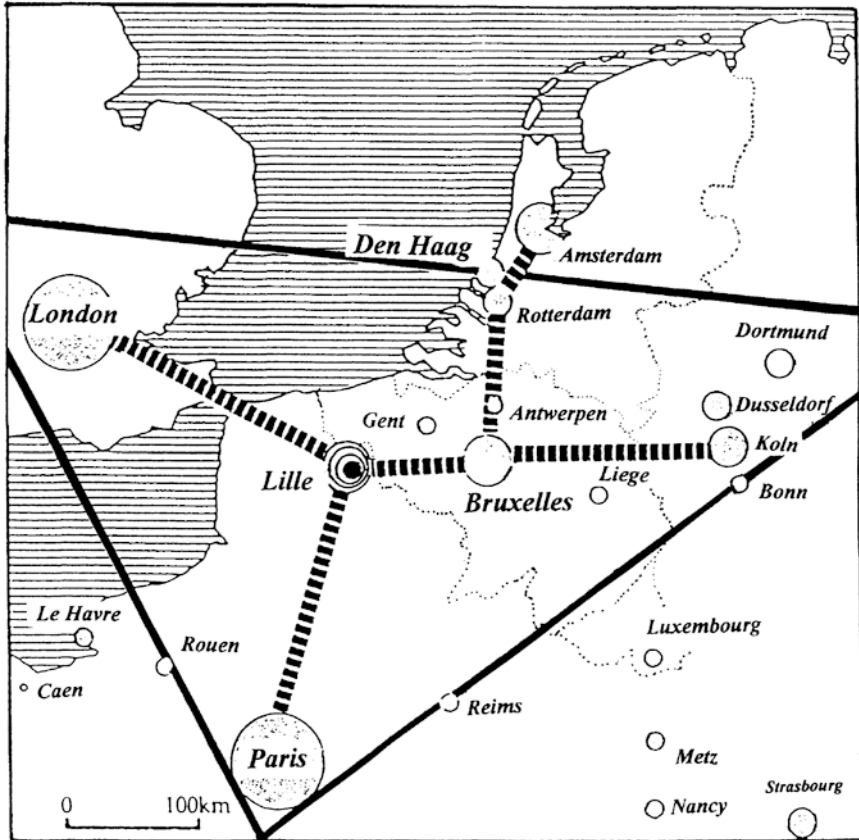 Den Haag
Amsterdam
London
Rotterdam
Dortmund
Gent
Antwerpen
Dusseldorf
Koln
Lille
Bruxelles
Liege
Bonn
Le Havre
Rouen
Luxembourg
Caen
Reims
Paris
Metz
0 100km
Nancy
Strasbourg